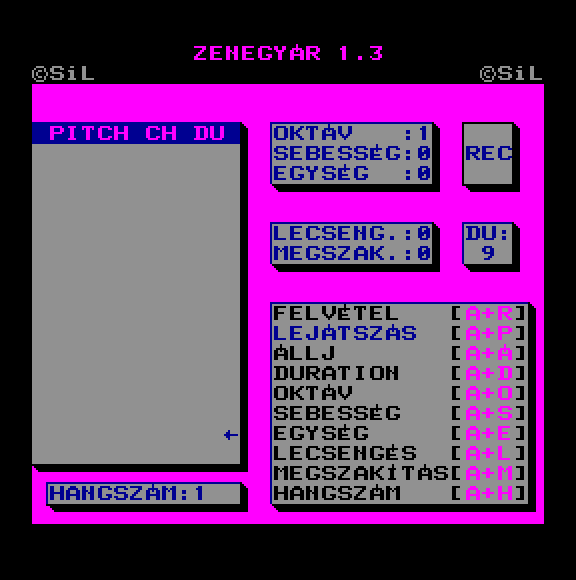 ZENEGYÁR 1.3
©SiL ©SiL
PITCH CH DU
OKTÁV :1
SEBESSÉG:0
EGYSÉG :0
REC
LECSENG.:0
MEGSZAK.:0
DU:
9
FELVÉTEL [A+R]
LEJÁTSZÁS [A+P]
ÁLLJ [A+Á]
DURATION [A+D]
OKTÁV [A+O]
SEBESSÉG [A+S]
EGYSÉG [A+E]
LECSENGÉS [A+L]
MEGSZAKÍTÁS[A+M]
HANGSZÁM [A+H]
←
HANGSZÁM:1